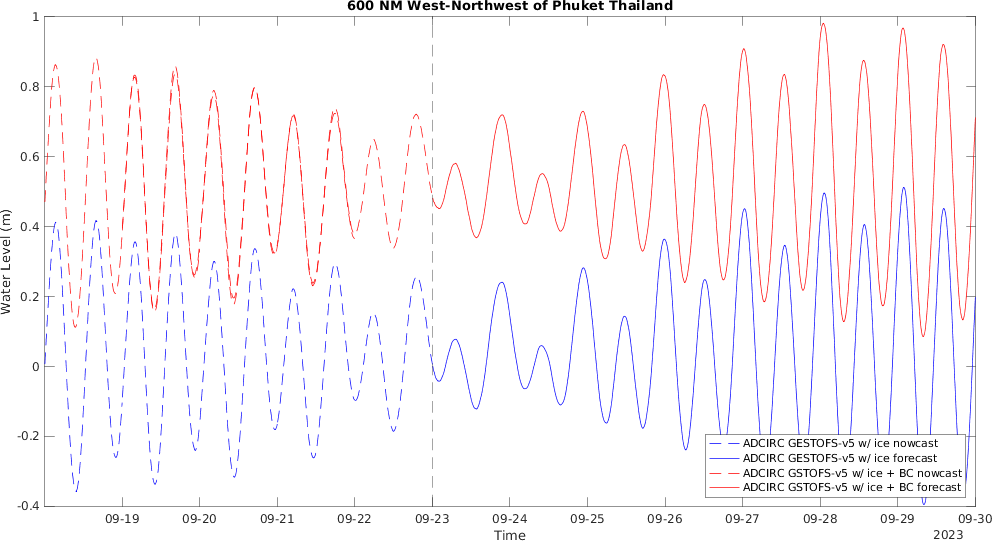 600 NM West-Northwest of Phuket Thailand
1
0.8
0.6
0.4
0.2
0
-0.2
-0.4
Water Level (m)
ADCIRC GESTOFS-v5 w/ ice nowcast
ADCIRC GESTOFS-v5 w/ ice forecast
ADCIRC GSTOFS-v5 w/ ice + BC nowcast
ADCIRC GSTOFS-v5 w/ ice + BC forecast
09-19 09-20 09-21 09-22 09-23 09-24 09-25 09-26 09-27 09-28 09-29 09-30
Time
2023